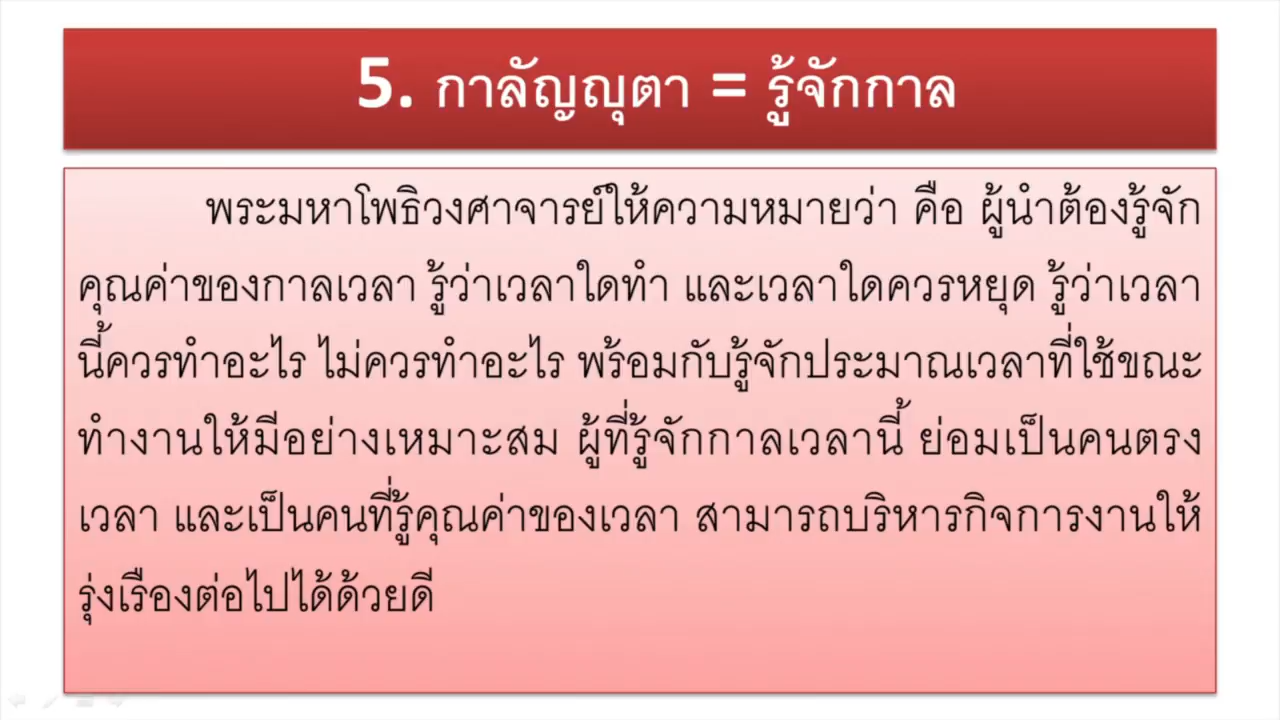 5. กาลัญญุตา = รู้จักกาล
พระมหาโพธิวงศาจารย์ให้ความหมายว่า คือ ผู้นำต้องรู้จัก
คุณค่าของกาลเวลา รู้ว่าเวลาใดทำ และเวลาใดควรหยุด รู้ว่าเวลา
นี้ควรทำอะไร ไม่ควรทำอะไร พร้อมกับรู้จักประมาณเวลาที่ใช้ขณะ
ทำงานให้มีอย่างเหมาะสม ผู้ที่รู้จักกาลเวลานี้ ย่อมเป็นคนตรง
เวลา และเป็นคนที่รู้คุณค่าของเวลา สามารถบริหารกิจการงานให้
รุ่งเรืองต่อไปได้ด้วยดี